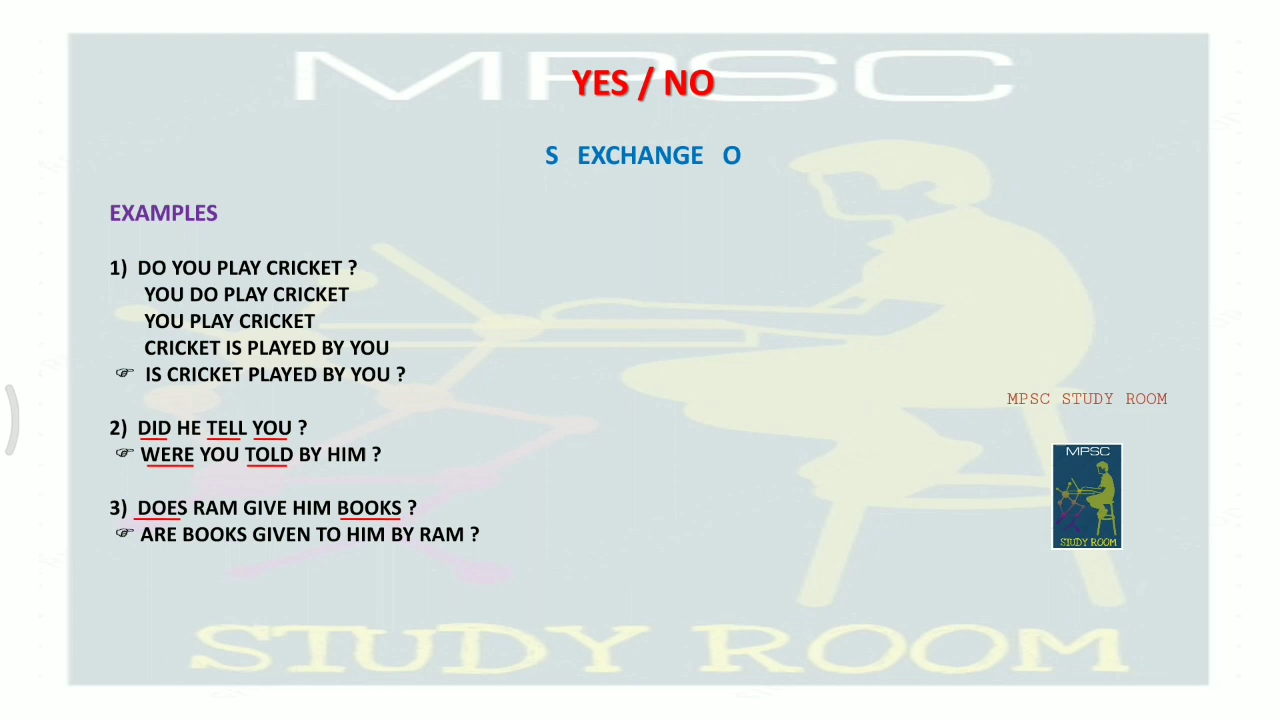 MPSC
YES / NO
S EXCHANGE O
EXAMPLES
1) DO YOU PLAY CRICKET ?
YOU DO PLAY CRICKET
YOU PLAY CRICKET
CRICKET IS PLAYED BY YOU
☞ IS CRICKET PLAYED BY YOU ?
MPSC STUDY ROOM
2) DID HE TELL YOU ?
☞ WERE YOU TOLD BY HIM ?
MPSC
3) DOES RAM GIVE HIM BOOKS ?
☞ ARE BOOKS GIVEN TO HIM BY RAM ?
STUDY ROOM
STUDY ROOM